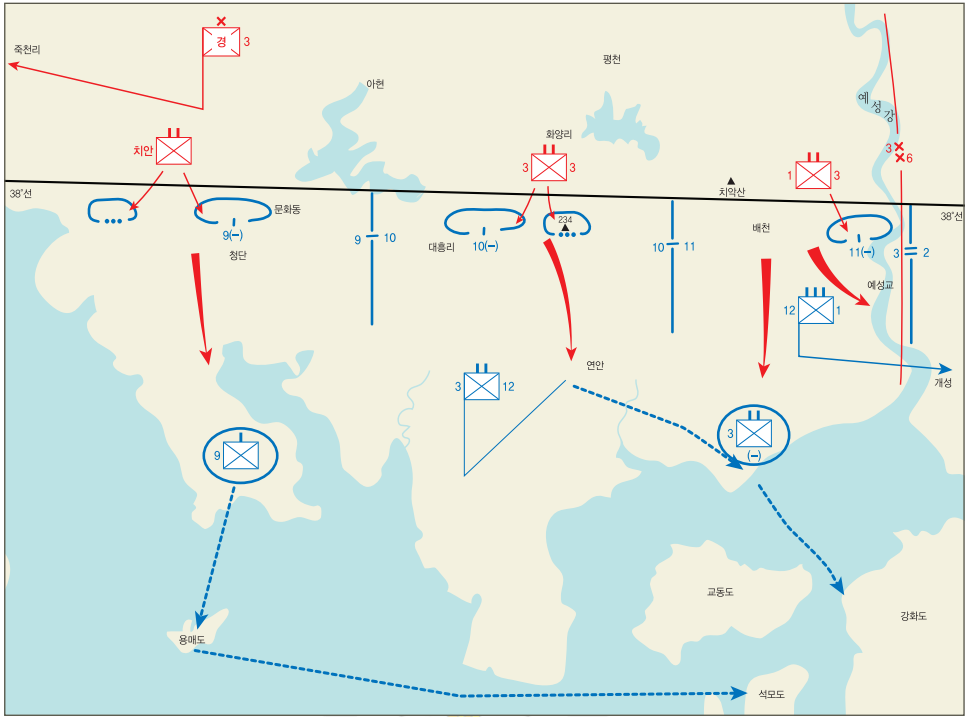 경 3
죽천리
평천
아현
예성강
화양리
치안
3 3
3 6
1 3
치악산
38°선
38°선
문화동
234
9(-)
9 10
대흥리
10(-)
배천
10 11
11(-)
3 2
청단
예성교
12 1
연안
개성
3 12
9
3
(-)
교동도
강화도
용매도
석모도